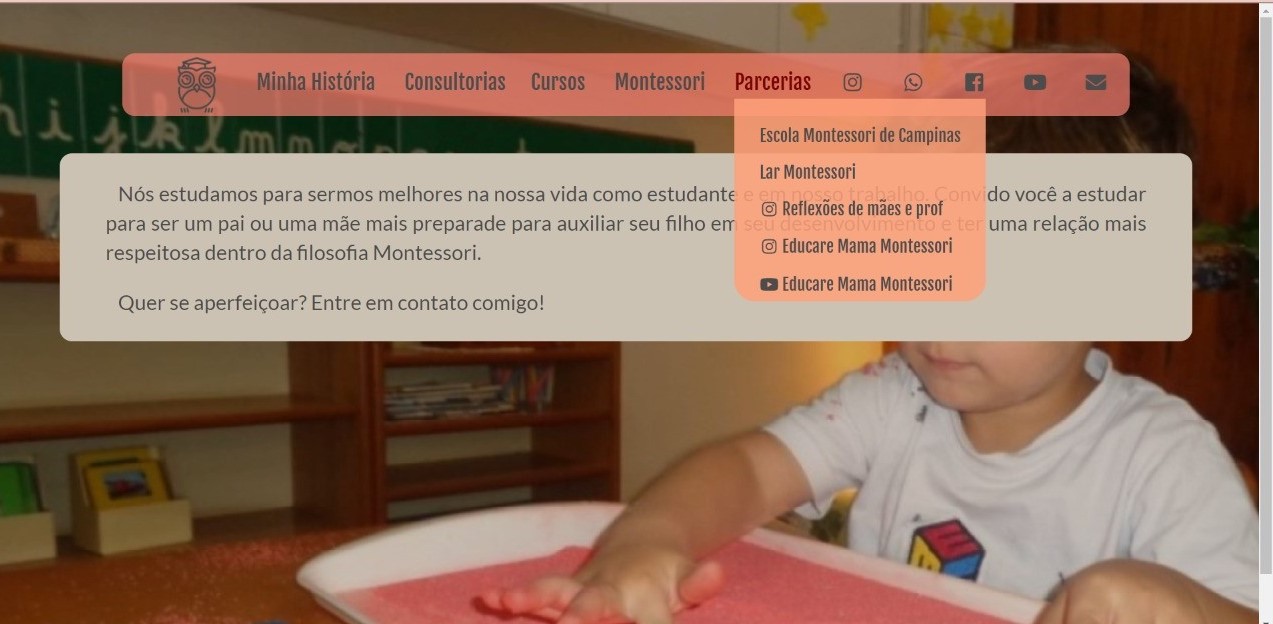 Minha História Consultorias Cursos Montessori Parcerias
Escola Montessori de Campinas
Lar Montessori
Reflexões de mães e prof
Educare Mama Montessori
Educare Mama Montessori
Nós estudamos para sermos melhores na nossa vida como estudante e em nosso trabalho. Convido você a estudar
para ser um pai ou uma mãe mais preparade para auxiliar seu filho em seu desenvolvimento e ter uma relação mais
respeitosa dentro da filosofia Montessori.
Quer se aperfeiçoar? Entre em contato comigo!
h i j k l m n o p